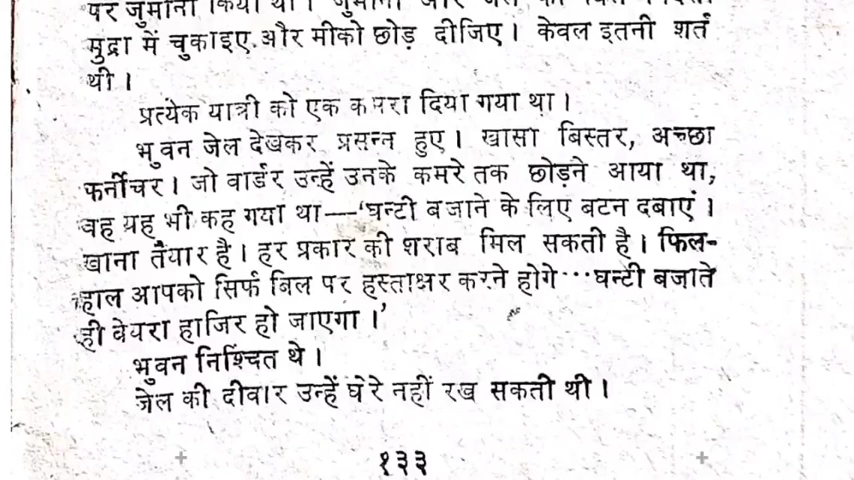 पर जुर्माना किया था। जुर्माना और जेल का
मुद्रा में चुकाइए.और मीको छोड़ दीजिए। केवल इतनी शर्त
थी।
प्रत्येक यात्री को एक कमरा दिया गया था।
भुवन जेल देखकर प्रसन्न हुए। खासा बिस्तर, अच्छा
फर्नीचर। जो वार्डर उन्हें उनके कमरे तक छोड़ने आया था,
वह यह भी कह गया था—‘घन्टी बजाने के लिए बटन दबाएं।
खाना तैयार है। हर प्रकार की शराब मिल सकती है। फिल-
हाल आपको सिर्फ बिल पर हस्ताक्षर करने होगे···घन्टी बजाते
ही बेयरा हाजिर हो जाएगा।’
भुवन निश्चित थे।
जेल की दीवार उन्हें घेरे नहीं रख सकती थी।
१३३